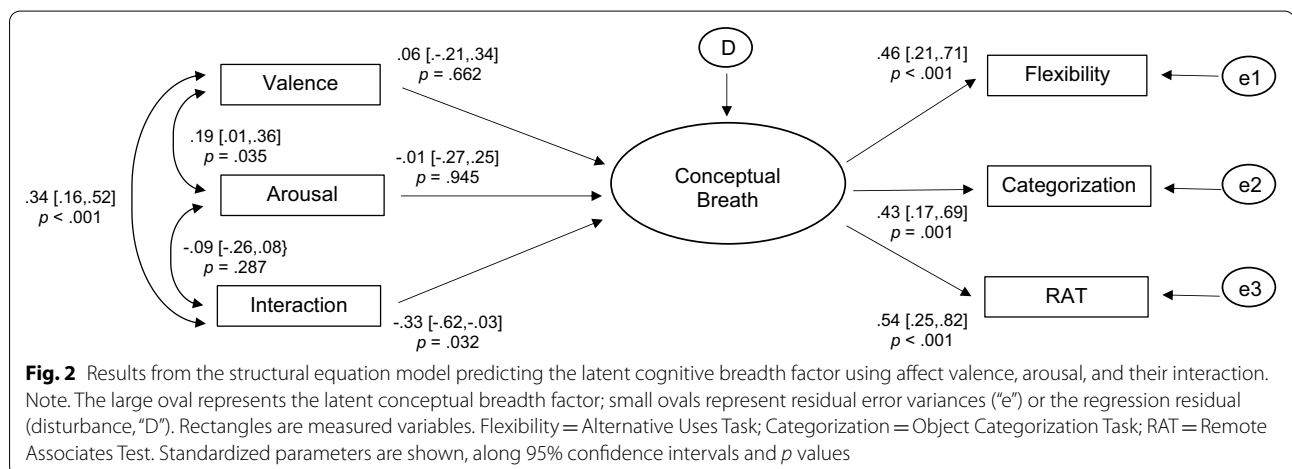 .06 [-.21,.34]
p = .662
D
.46 [.21,.71]
p < .001
Valence
Flexibility
e1
.19 [.01,.36]
p = .035
-.01 [-.27,.25]
p = .945
.34 [.16,.52]
p < .001
Arousal
Conceptual
Breath
Categorization
e2
.43 [.17,.69]
p = .001
-.09 [-.26,.08}
p = .287
Interaction
RAT
e3
-.33 [-.62,-.03]
p = .032
.54 [.25,.82]
p < .001
Fig. 2 Results from the structural equation model predicting the latent cognitive breadth factor using affect valence, arousal, and their interaction.
Note. The large oval represents the latent conceptual breadth factor; small ovals represent residual error variances (“e”) or the regression residual
(disturbance, “D”). Rectangles are measured variables. Flexibility = Alternative Uses Task; Categorization = Object Categorization Task; RAT = Remote
Associates Test. Standardized parameters are shown, along 95% confidence intervals and p values